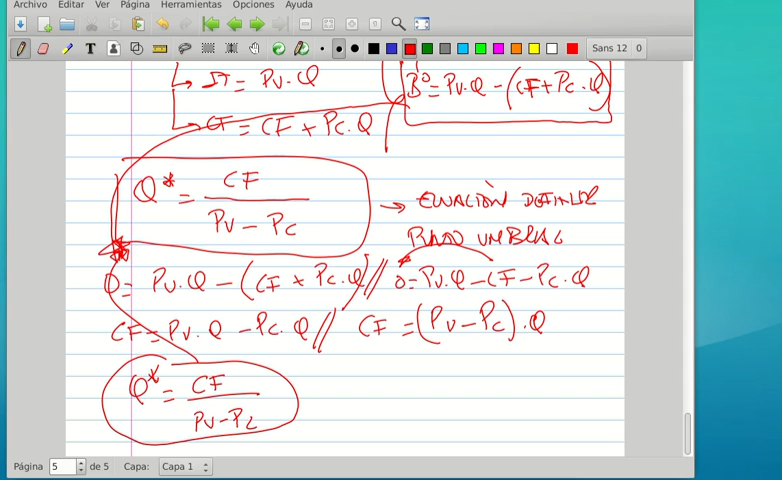 Archivo Editar Ver Página Herramientas Opciones Ayuda
Sans 12 0
IT = Pv.Q
CT = CF + Pc.Q
B° = Pv.Q - (CF + Pc.Q)
Q* = CF / Pv - Pc
→ ECUACIÓN DEFINIR
UMBRAL
0 = Pv.Q - (CF + Pc.Q) // 0 = Pv.Q - CF - Pc.Q
CF = Pv.Q - Pc.Q // CF = (Pv - Pc).Q
Q* = CF / Pv - Pc
Página 5 de 5 Capa: Capa 1